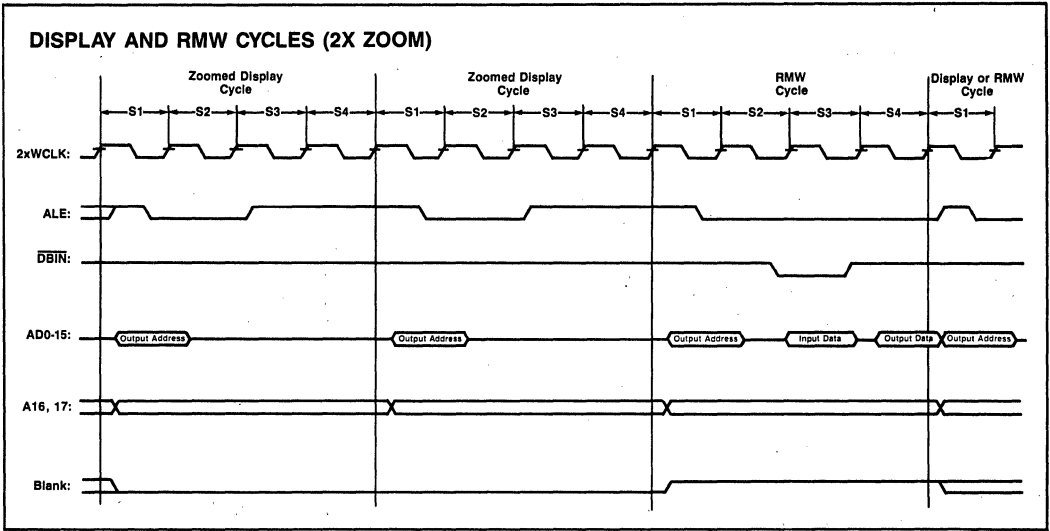 DISPLAY AND RMW CYCLES (2X ZOOM)
Zoomed Display
Cycle
Zoomed Display
Cycle
RMW
Cycle
Display or RMW
Cycle
S1 S2 S3 S4 S1 S2 S3 S4 S1 S2 S3 S4 S1
2xWCLK:
ALE:
DBIN:
AD0-15: Output Address Output Address Output Address Input Data Output Data Output Address
A16, 17:
Blank: